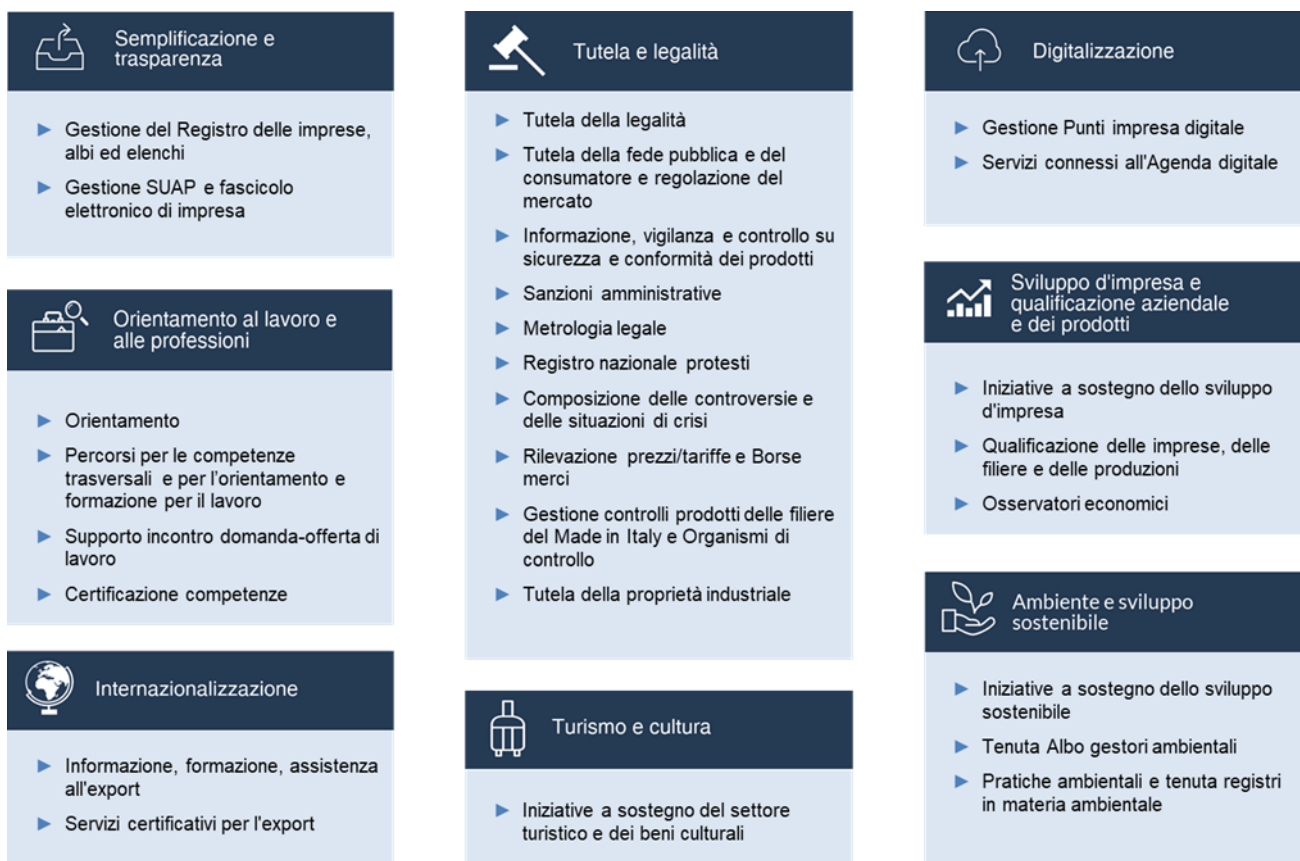 Semplificazione e
trasparenza
Gestione del Registro delle imprese,
albi ed elenchi
Gestione SUAP e fascicolo
elettronico di impresa
Orientamento al lavoro e
alle professioni
Orientamento
Percorsi per le competenze
trasversali e per l'orientamento e
formazione per il lavoro
Supporto incontro domanda-offerta di
lavoro
Certificazione competenze
Internazionalizzazione
Informazione, formazione, assistenza
all'export
Servizi certificativi per l'export
Tutela e legalità
Tutela della legalità
Tutela della fede pubblica e del
consumatore e regolazione del
mercato
Informazione, vigilanza e controllo su
sicurezza e conformità dei prodotti
Sanzioni amministrative
Metrologia legale
Registro nazionale protesti
Composizione delle controversie e
delle situazioni di crisi
Rilevazione prezzi/tariffe e Borse
merci
Gestione controlli prodotti delle filiere
del Made in Italy e Organismi di
controllo
Tutela della proprietà industriale
Turismo e cultura
Iniziative a sostegno del settore
turistico e dei beni culturali
Digitalizzazione
Gestione Punti impresa digitale
Servizi connessi all'Agenda digitale
Sviluppo d'impresa e
qualificazione aziendale
e dei prodotti
Iniziative a sostegno dello sviluppo
d'impresa
Qualificazione delle imprese, delle
filiere e delle produzioni
Osservatori economici
Ambiente e sviluppo
sostenibile
Iniziative a sostegno dello sviluppo
sostenibile
Tenuta Albo gestori ambientali
Pratiche ambientali e tenuta registri
in materia ambientale